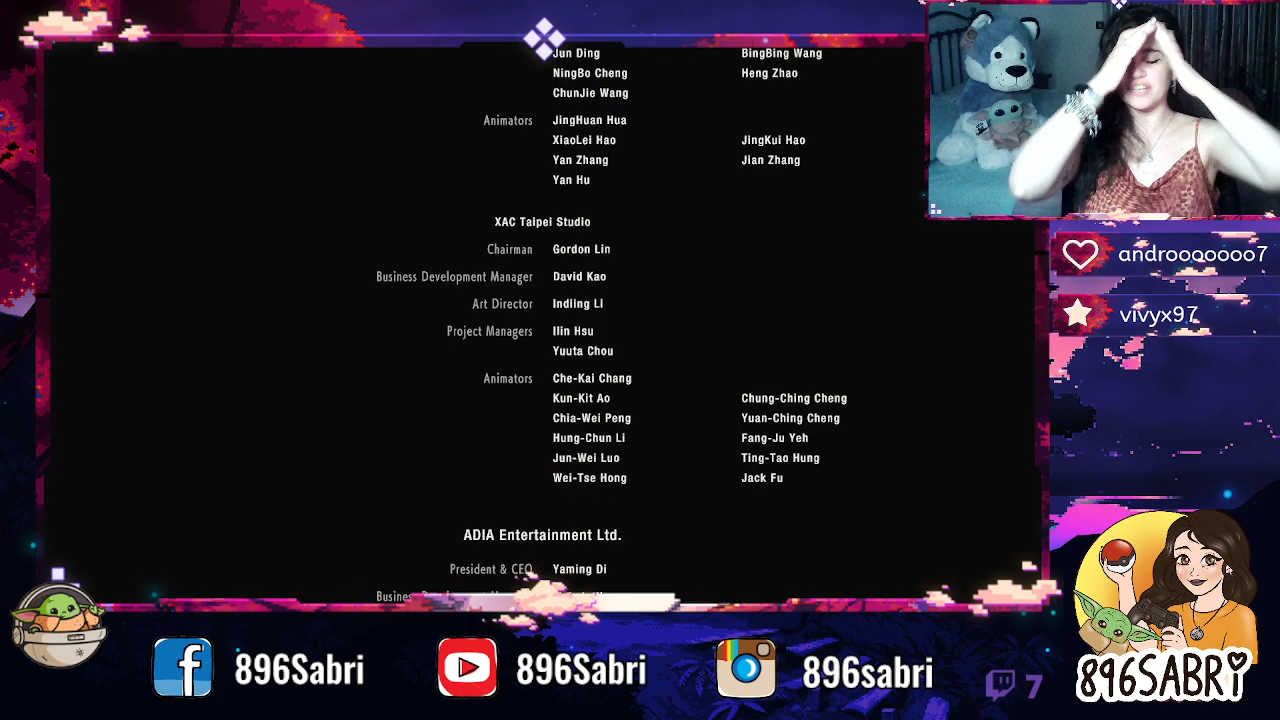 Jun Ding BingBing Wang
NingBo Cheng Heng Zhao
ChunJie Wang
Animators JingHuan Hua
XiaoLei Hao JingKui Hao
Yan Zhang Jian Zhang
Yan Hu
XAC Taipei Studio
Chairman Gordon Lin
Business Development Manager David Kao
Art Director Indiing Li
Project Managers Ilin Hsu
Yuuta Chou
Animators Che-Kai Chang
Kun-Kit Ao Chung-Ching Cheng
Chia-Wei Peng Yuan-Ching Cheng
Hung-Chun Li Fang-Ju Yeh
Jun-Wei Luo Ting-Tao Hung
Wei-Tse Hong Jack Fu
ADIA Entertainment Ltd.
President & CEO Yaming Di
androoooooo7
vivyx97
896Sabri
896Sabri
896sabri
7
896SABRi